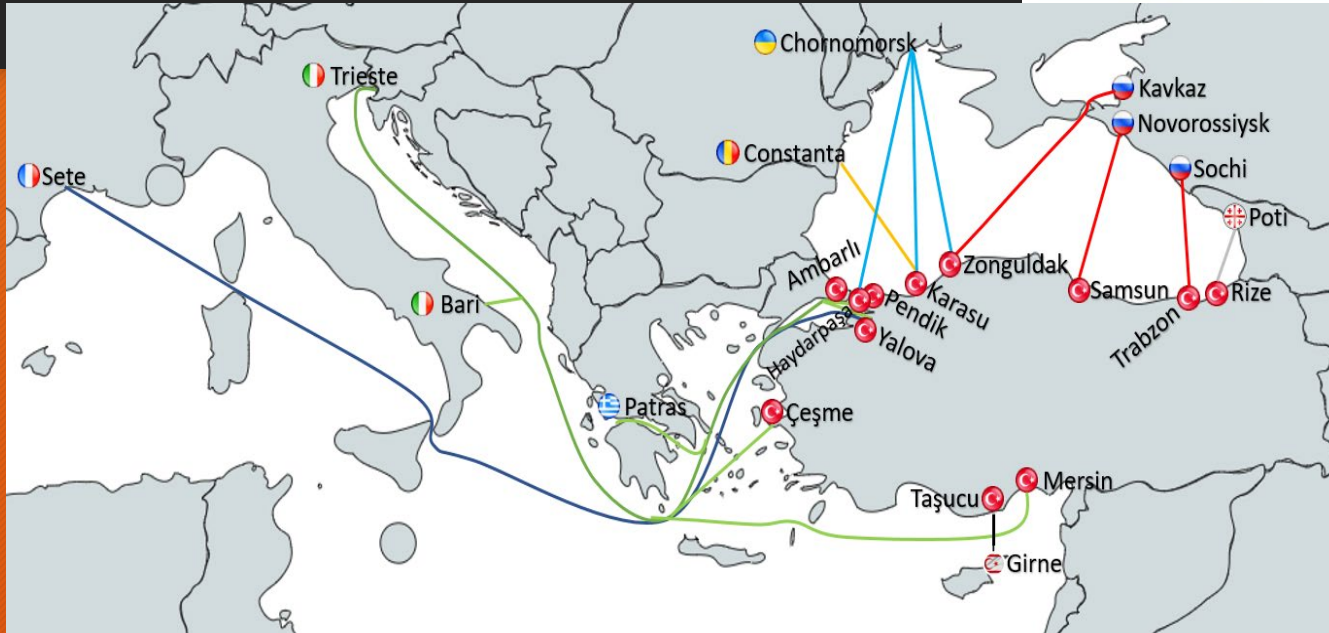 Chornomorsk
Trieste
Kavkaz
Novorossiysk
Constanta
Sete
Sochi
Poti
Ambarlı
Zonguldak
Bari
Haydarpaşa
Pendik
Karasu
Samsun
Trabzon
Rize
Yalova
Patras
Çeşme
Taşucu
Mersin
Girne